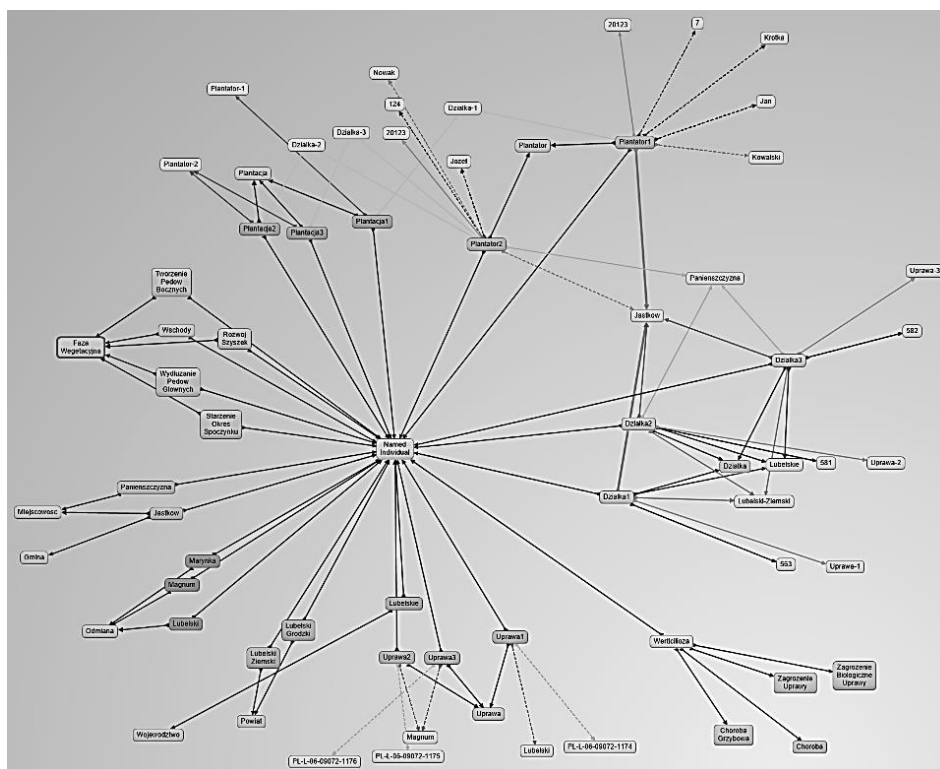 20123
7
Krotka
Nowak
Plantator-1
124
Dzialka-1
Jan
Dzialka-3
20123
Dzialka-2
Plantator
Plantator1
Jozef
Kowalski
Plantator-2
Plantacja
Plantacja1
Plantacja2
Plantacja3
Plantator2
Tworzenie
Pedow
Bocznych
Panienszczyzna
Uprawa-3
Jastkow
Wschody
Rozwoj
Szyszek
582
Faza
Wegetacyjna
Dzialka3
Wydluzanie
Pedow
Glownych
Starzenie
Okres
Spoczynku
Dzialka2
Named
Individual
Dzialka
Lubelskie
581
Uprawa-2
Panienszczyzna
Dzialka1
Lubelski-Ziemski
Miejscowosc
Jastkow
Gmina
Marynka
563
Uprawa-1
Magnum
Lubelskie
Odmiana
Lubelski
Lubelski
Grodzki
Uprawa1
Werticilioza
Lubelski
Ziemski
Uprawa2
Uprawa3
Zagrozenie
Uprawy
Zagrozenie
Biologiczne
Uprawy
Powiat
Uprawa
Wojewodztwo
Magnum
Choroba
Grzybowa
Choroba
Lubelski
PL-L-06-09072-1174
PL-L-06-09072-1175
PL-L-06-09072-1176